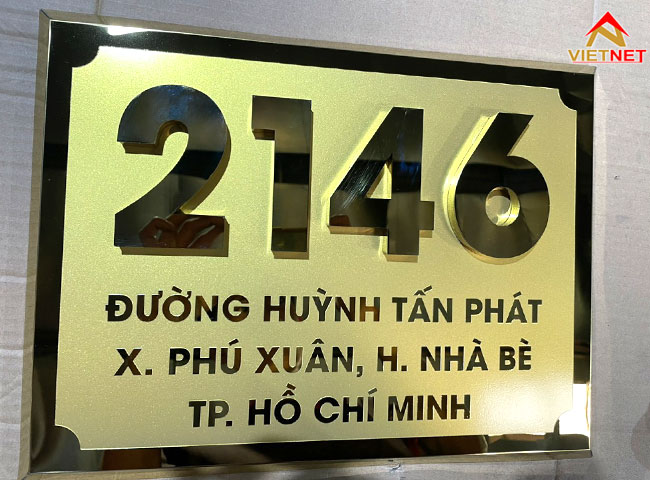 VIETNET
2146
ĐƯỜNG HUỲNH TẤN PHÁT
X. PHÚ XUÂN, H. NHÀ BÈ
TP. HỒ CHÍ MINH